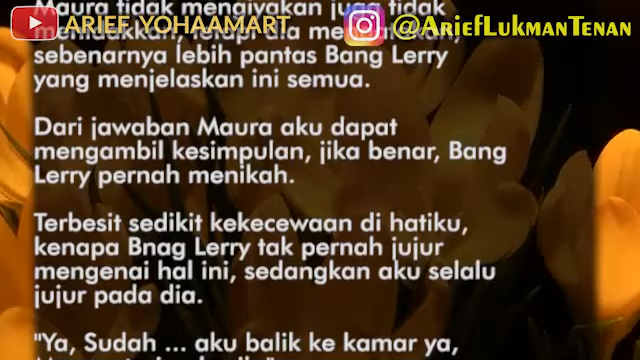 Maura tidak mengiyakan juga tidak
ARIEF YOHAAMART
@AriefLukmanTenan
sebenarnya lebih pantas Bang Lerry
yang menjelaskan ini semua.
Dari jawaban Maura aku dapat
mengambil kesimpulan, jika benar, Bang
Lerry pernah menikah.
Terbesit sedikit kekecewaan di hatiku,
kenapa Bnag Lerry tak pernah jujur
mengenai hal ini, sedangkan aku selalu
jujur pada dia.
"Ya, Sudah ... aku balik ke kamar ya,